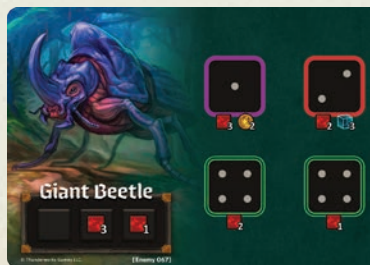 3 2
2 3
Giant Beetle
3 1
2 1
© Thunderworks Games LLC.
[Enemy 067]